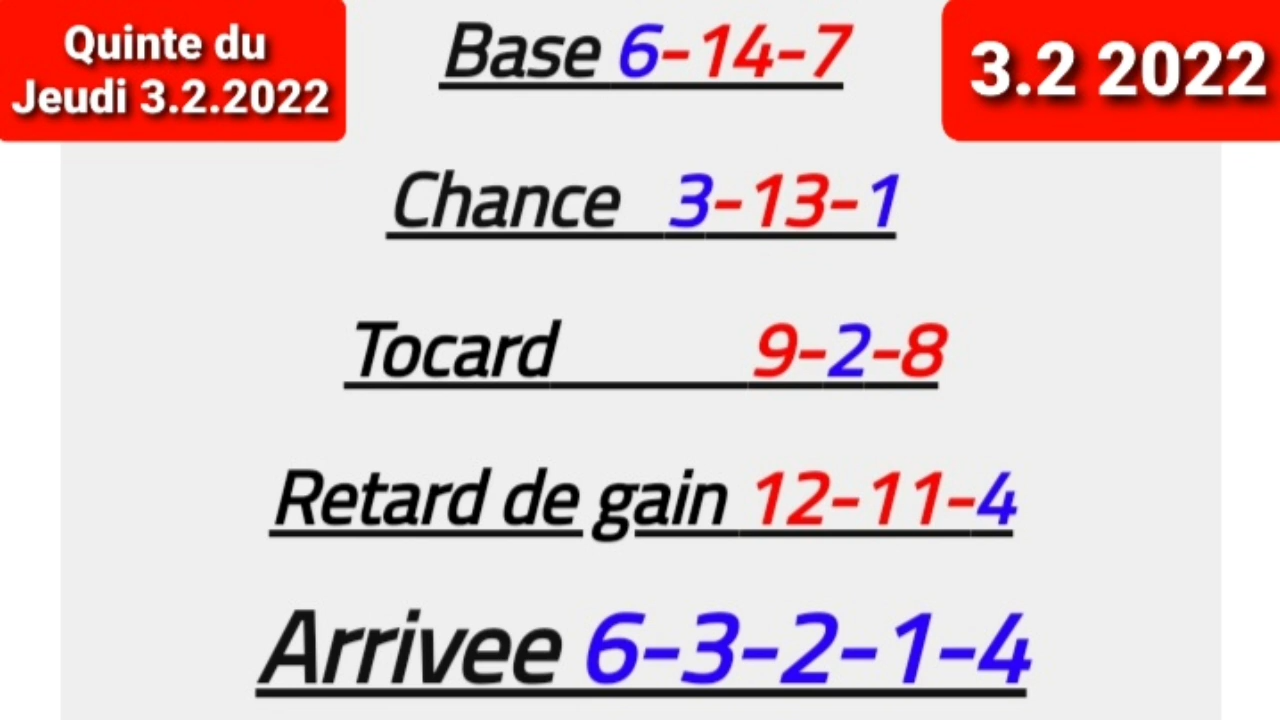 Quinte du
Jeudi 3.2.2022
Base 6-14-7
3.2 2022
Chance 3-13-1
Tocard 9-2-8
Retard de gain 12-11-4
Arrivee 6-3-2-1-4